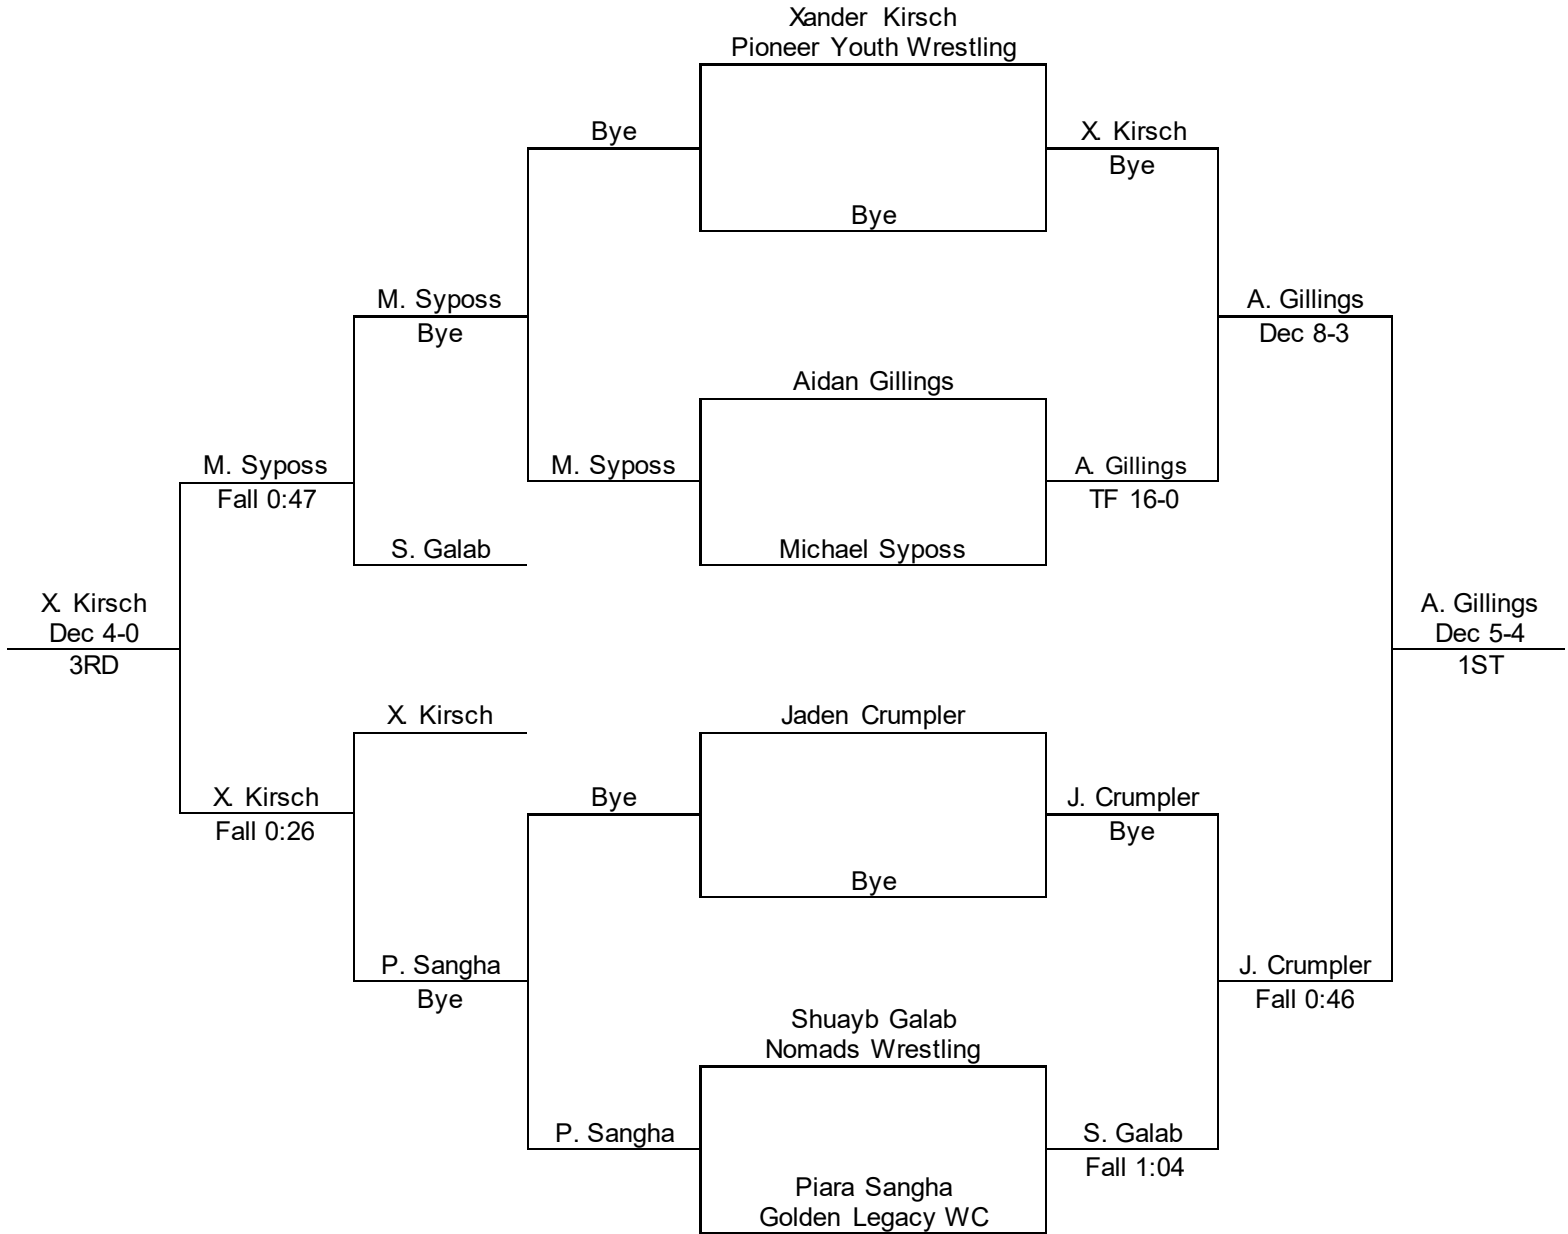 Xander Kirsch
Pioneer Youth Wrestling
Bye
X. Kirsch
Bye
Bye
M. Syposs
Bye
A. Gillings
Dec 8-3
Aidan Gillings
M. Syposs
Fall 0:47
M. Syposs
A. Gillings
TF 16-0
S. Galab
Michael Syposs
X. Kirsch
Dec 4-0
3RD
A. Gillings
Dec 5-4
1ST
X. Kirsch
Jaden Crumpler
X. Kirsch
Fall 0:26
Bye
J. Crumpler
Bye
Bye
P. Sangha
Bye
J. Crumpler
Fall 0:46
Shuayb Galab
Nomads Wrestling
P. Sangha
S. Galab
Fall 1:04
Piara Sangha
Golden Legacy WC